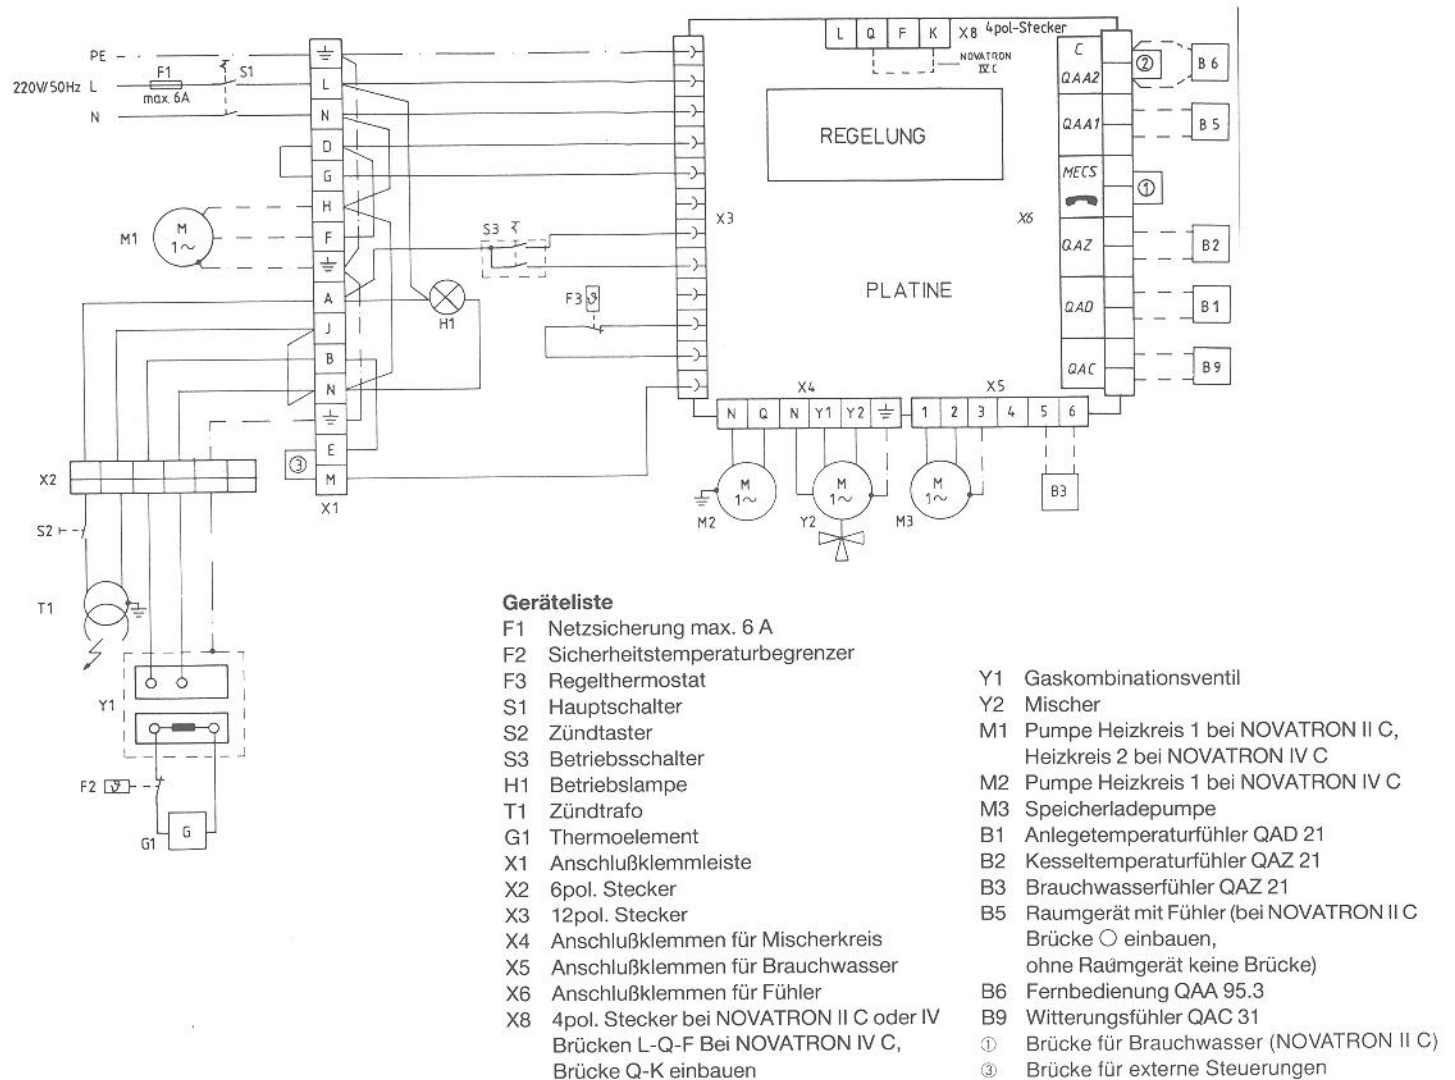 L Q F K X8 4pol-Stecker
NOVATRON
IV C
PE
220V/50Hz L F1 S1
max. 6A
N
L
N
D
G
H
F
A
J
B
N
E
M
③
X1
M1 M
1~
S3
F3 ϑ
H1
REGELUNG
PLATINE
X3
X6
C
QAA2 ② B6
QAA1 B5
MECS ①
QAZ B2
QAD B1
QAC B9
X4 X5
N Q N Y1 Y2 1 2 3 4 5 6
M
1~
M2
M
1~
Y2
M
1~
M3
B3
X2
S2
T1
Y1
F2 ϑ
G1 G
Geräteliste
F1 Netzsicherung max. 6 A
F2 Sicherheitstemperaturbegrenzer
F3 Regelthermostat
S1 Hauptschalter
S2 Zündtaster
S3 Betriebsschalter
H1 Betriebslampe
T1 Zündtrafo
G1 Thermoelement
X1 Anschlußklemmleiste
X2 6pol. Stecker
X3 12pol. Stecker
X4 Anschlußklemmen für Mischerkreis
X5 Anschlußklemmen für Brauchwasser
X6 Anschlußklemmen für Fühler
X8 4pol. Stecker bei NOVATRON II C oder IV
Brücken L-Q-F Bei NOVATRON IV C,
Brücke Q-K einbauen
Y1 Gaskombinationsventil
Y2 Mischer
M1 Pumpe Heizkreis 1 bei NOVATRON II C,
Heizkreis 2 bei NOVATRON IV C
M2 Pumpe Heizkreis 1 bei NOVATRON IV C
M3 Speicherladepumpe
B1 Anlegetemperaturfühler QAD 21
B2 Kesseltemperaturfühler QAZ 21
B3 Brauchwasserfühler QAZ 21
B5 Raumgerät mit Fühler (bei NOVATRON II C
Brücke ○ einbauen,
ohne Raumgerät keine Brücke)
B6 Fernbedienung QAA 95.3
B9 Witterungsfühler QAC 31
① Brücke für Brauchwasser (NOVATRON II C)
③ Brücke für externe Steuerungen